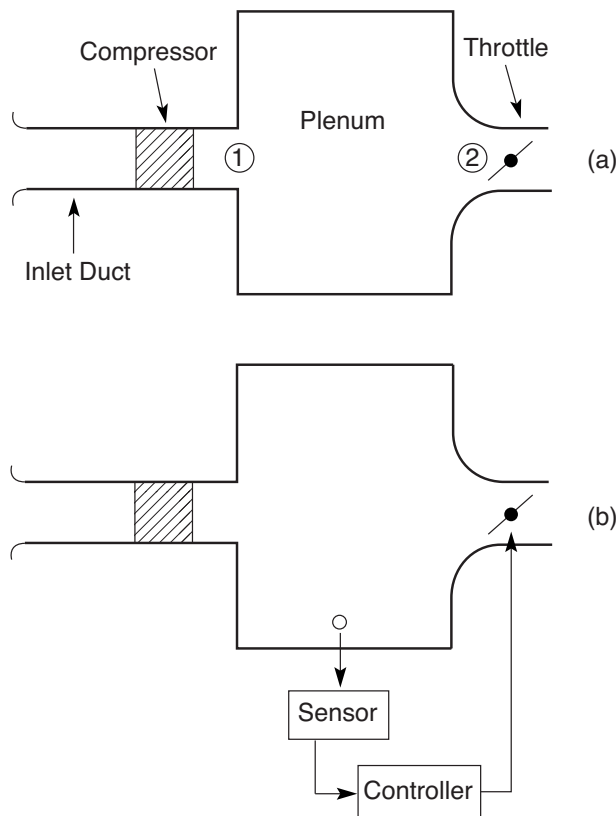 Compressor
Throttle
Plenum
1
2
(a)
Inlet Duct
(b)
Sensor
Controller